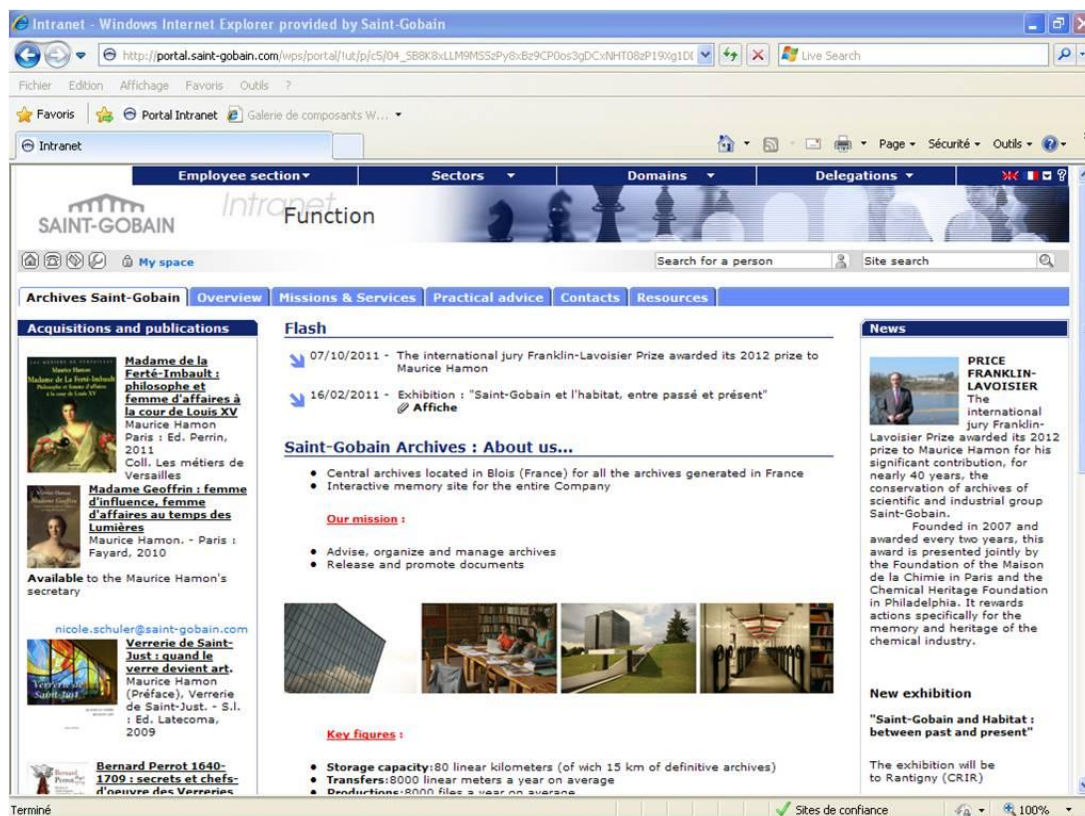 Intranet - Windows Internet Explorer provided by Saint-Gobain
Live Search
Fichier Edition Affichage Favoris Outils ?
Favoris
Portal Intranet
Galerie de composants W...
Intranet
Page
Sécurité
Outils
Employee section
Sectors
Domains
Delegations
SAINT-GOBAIN
Intranet
Function
My space
Search for a person
Site search
Archives Saint-Gobain
Overview
Missions & Services
Practical advice
Contacts
Resources
Acquisitions and publications
Madame de la
Ferté-Imbault :
philosophe et
femme d'affaires à
la cour de Louis XV
Maurice Hamon
Paris : Ed. Perrin,
2011
Coll. Les métiers de
Versailles
Madame Geoffrin : femme
d'influence, femme
d'affaires au temps des
Lumières
Maurice Hamon. - Paris :
Fayard, 2010
Available to the Maurice Hamon's
secretary
nicole.schuler@saint-gobain.com
Verrerie de Saint-
Just : quand le
verre devient art.
Maurice Hamon
(Préface), Verrerie
de Saint-Just. - S.l.
: Ed. Latecoma,
2009
Bernard Perrot 1640-
1709 : secrets et chefs-
d'oeuvre des Verreries
Flash
07/10/2011 - The international jury Franklin-Lavoisier Prize awarded its 2012 prize to
Maurice Hamon
16/02/2011 - Exhibition : "Saint-Gobain et l'habitat, entre passé et présent"
Affiche
Saint-Gobain Archives : About us...
Central archives located in Blois (France) for all the archives generated in France
Interactive memory site for the entire Company
Our mission :
Advise, organize and manage archives
Release and promote documents
Key figures :
Storage capacity:80 linear kilometers (of wich 15 km of definitive archives)
Transfers:8000 linear meters a year on average
Productions:8000 files a year on average
News
PRICE
FRANKLIN-
LAVOISIER
The
international
jury Franklin-
Lavoisier Prize awarded its 2012
prize to Maurice Hamon for his
significant contribution, for
nearly 40 years, the
conservation of archives of
scientific and industrial group
Saint-Gobain.
Founded in 2007 and
awarded every two years, this
award is presented jointly by
the Foundation of the Maison
de la Chimie in Paris and the
Chemical Heritage Foundation
in Philadelphia. It rewards
actions specifically for the
memory and heritage of the
chemical industry.
New exhibition
"Saint-Gobain and Habitat :
between past and present"
The exhibition will be
to Rantigny (CRIR)
Terminé
Sites de confiance
100%